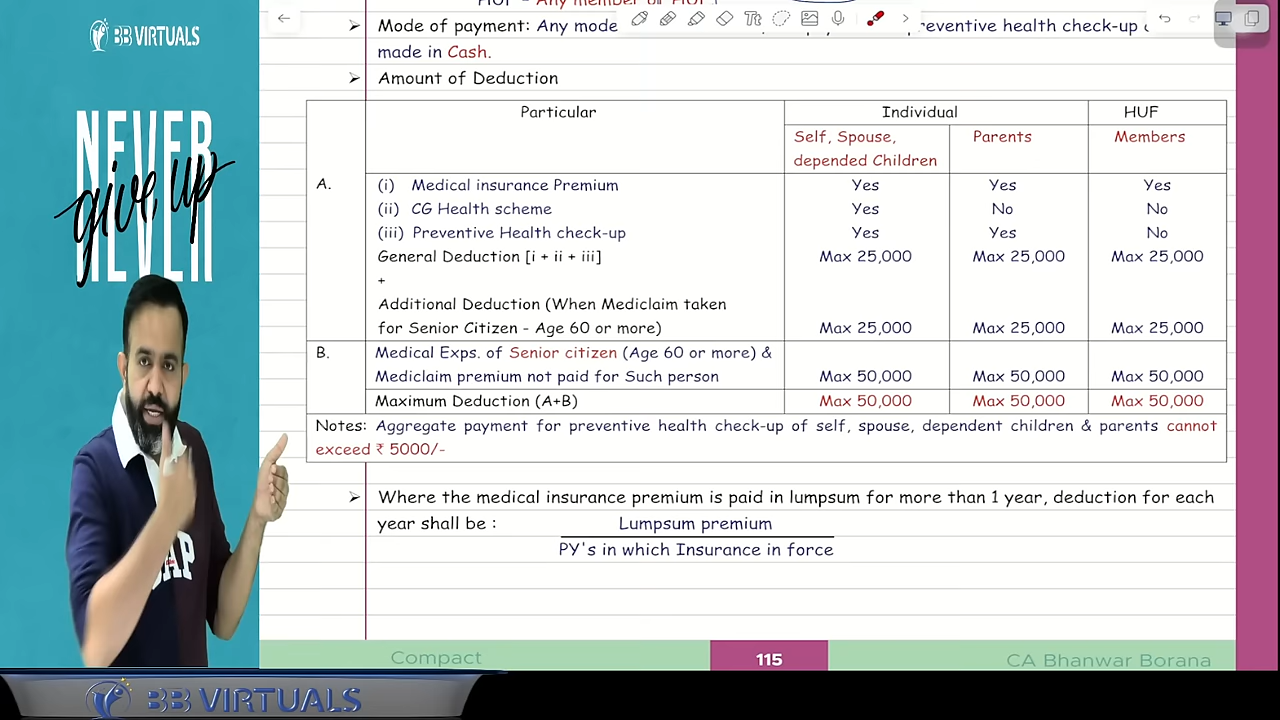 BB VIRTUALS
NEVER
give up
NEVER
Mode of payment: Any mode
preventive health check-up
made in Cash.
Amount of Deduction
Particular Individual HUF
Self, Spouse, depended Children Parents Members
A.
(i) Medical insurance Premium Yes Yes Yes
(ii) CG Health scheme Yes No No
(iii) Preventive Health check-up Yes Yes No
General Deduction [i + ii + iii] Max 25,000 Max 25,000 Max 25,000
+
Additional Deduction (When Mediclaim taken
for Senior Citizen - Age 60 or more) Max 25,000 Max 25,000 Max 25,000
B. Medical Exps. of Senior citizen (Age 60 or more) &
Mediclaim premium not paid for Such person Max 50,000 Max 50,000 Max 50,000
Maximum Deduction (A+B) Max 50,000 Max 50,000 Max 50,000
Notes: Aggregate payment for preventive health check-up of self, spouse, dependent children & parents cannot
exceed ₹ 5000/-
Where the medical insurance premium is paid in lumpsum for more than 1 year, deduction for each
year shall be : Lumpsum premium
PY's in which Insurance in force
Compact 115 CA Bhanwar Borana
BB VIRTUALS